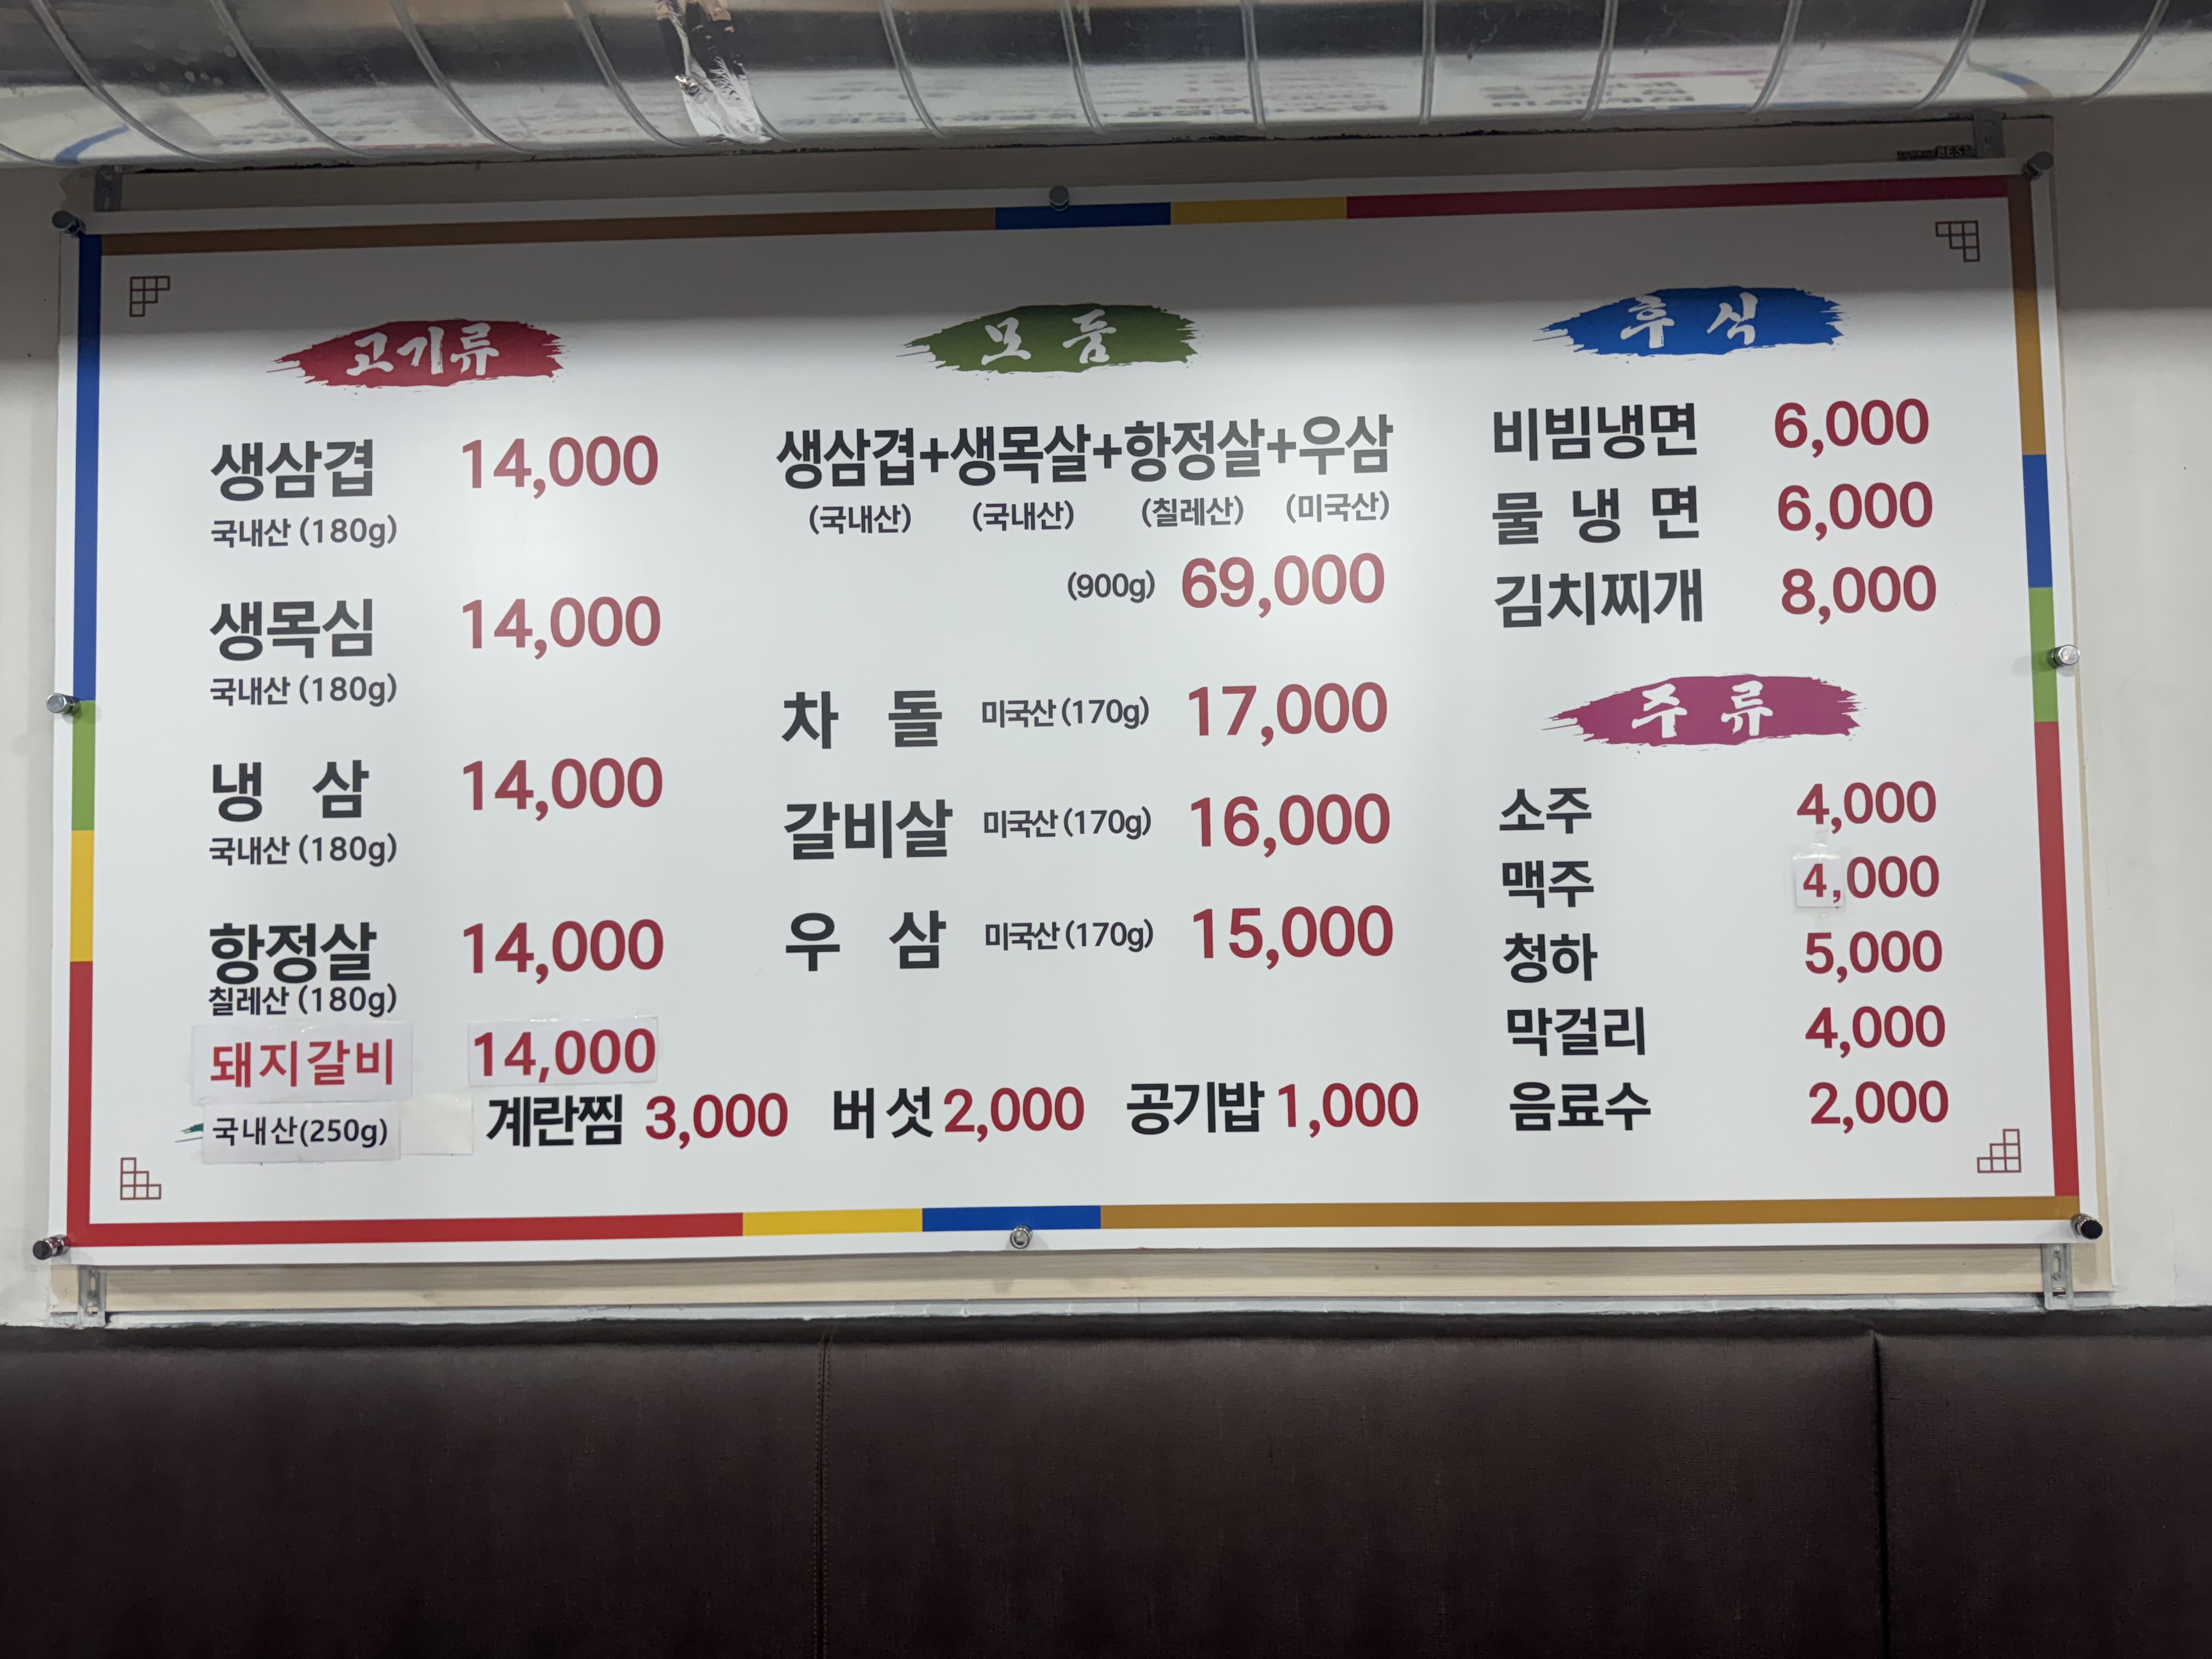 고기류
생삼겹 14,000
국내산 (180g)
생목심 14,000
국내산 (180g)
냉 삼 14,000
국내산 (180g)
항정살 14,000
칠레산 (180g)
돼지갈비 14,000
국내산(250g)
모둠
생삼겹+생목살+항정살+우삼
(국내산) (국내산) (칠레산) (미국산)
(900g) 69,000
차 돌 미국산 (170g) 17,000
갈비살 미국산 (170g) 16,000
우 삼 미국산 (170g) 15,000
계란찜 3,000 버섯 2,000 공기밥 1,000
후식
비빔냉면 6,000
물 냉 면 6,000
김치찌개 8,000
주류
소주 4,000
맥주 4,000
청하 5,000
막걸리 4,000
음료수 2,000